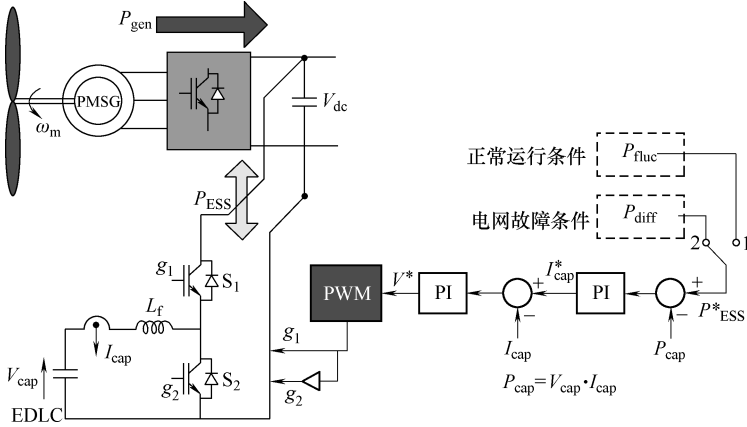 P_gen
PMSG
ω_m
V_dc
P_ESS
正常运行条件
P_fluc
电网故障条件
P_diff
2
1
g_1
S_1
PWM
V*
PI
I*_cap
+
PI
+
P*_ESS
−
−
L_f
I_cap
g_1
I_cap
P_cap
V_cap
g_2
S_2
g_2
P_cap=V_cap·I_cap
EDLC